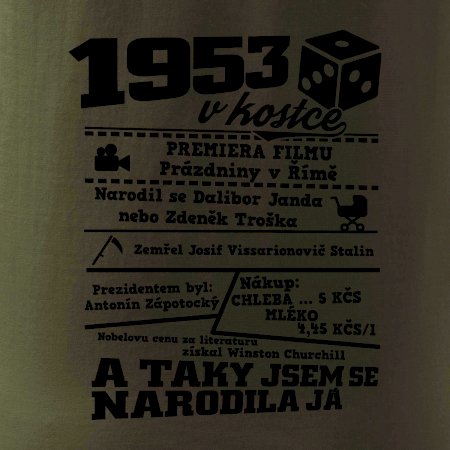 1953
v kostce
PREMIERA FILMU
Prázdniny v Římě
Narodil se Dalibor Janda
nebo Zdeněk Troška
Zemřel Josif Vissarionovič Stalin
Prezidentem byl:
Antonín Zápotocký
Nákup:
CHLEBA ... 5 KČS
MLÉKO
4,45 KČS/l
Nobelovu cenu za literaturu
získal Winston Churchill
A TAKY JSEM SE
NARODILA JÁ